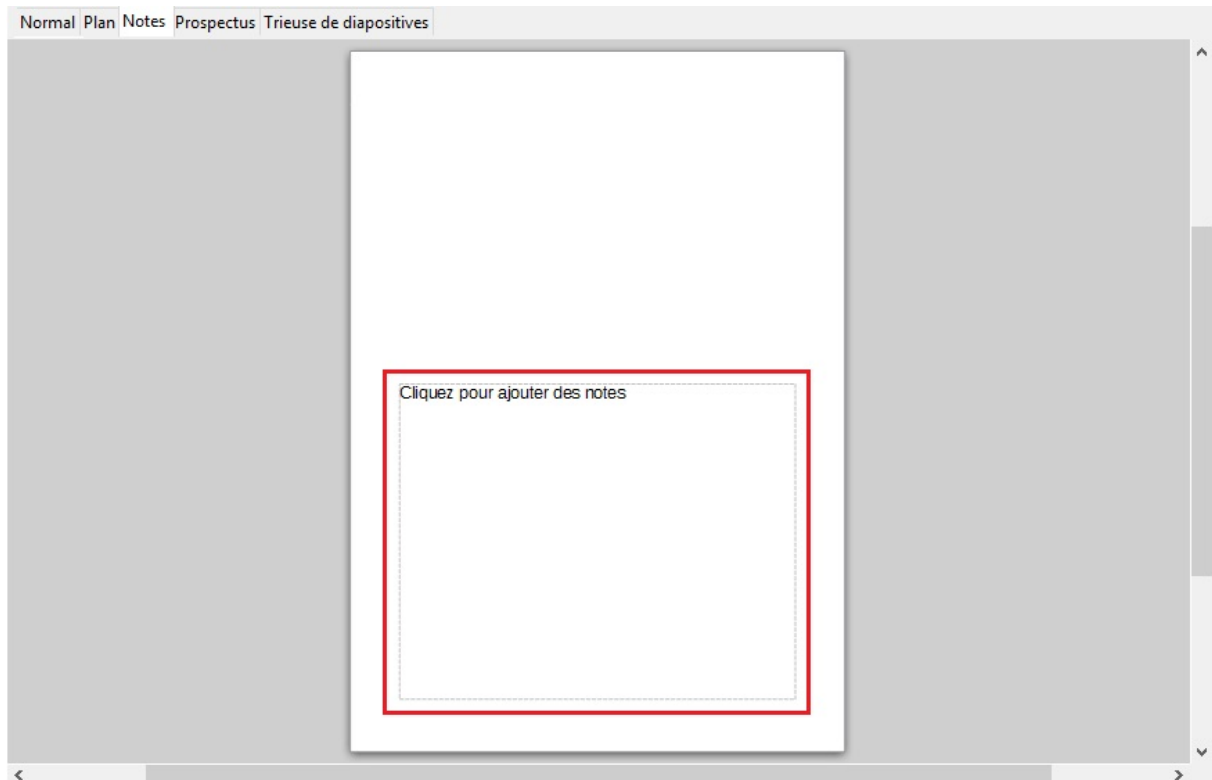 Normal Plan Notes Prospectus Trieuse de diapositives
Cliquez pour ajouter des notes